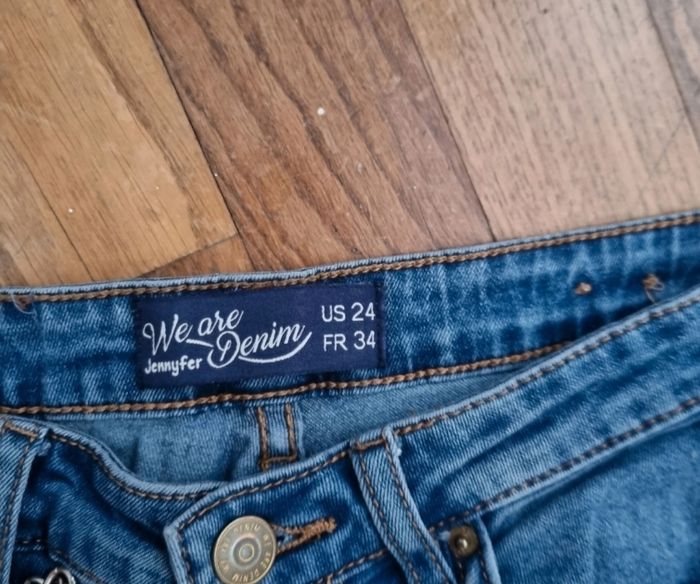 We are
Denim
Jennyfer
US 24
FR 34